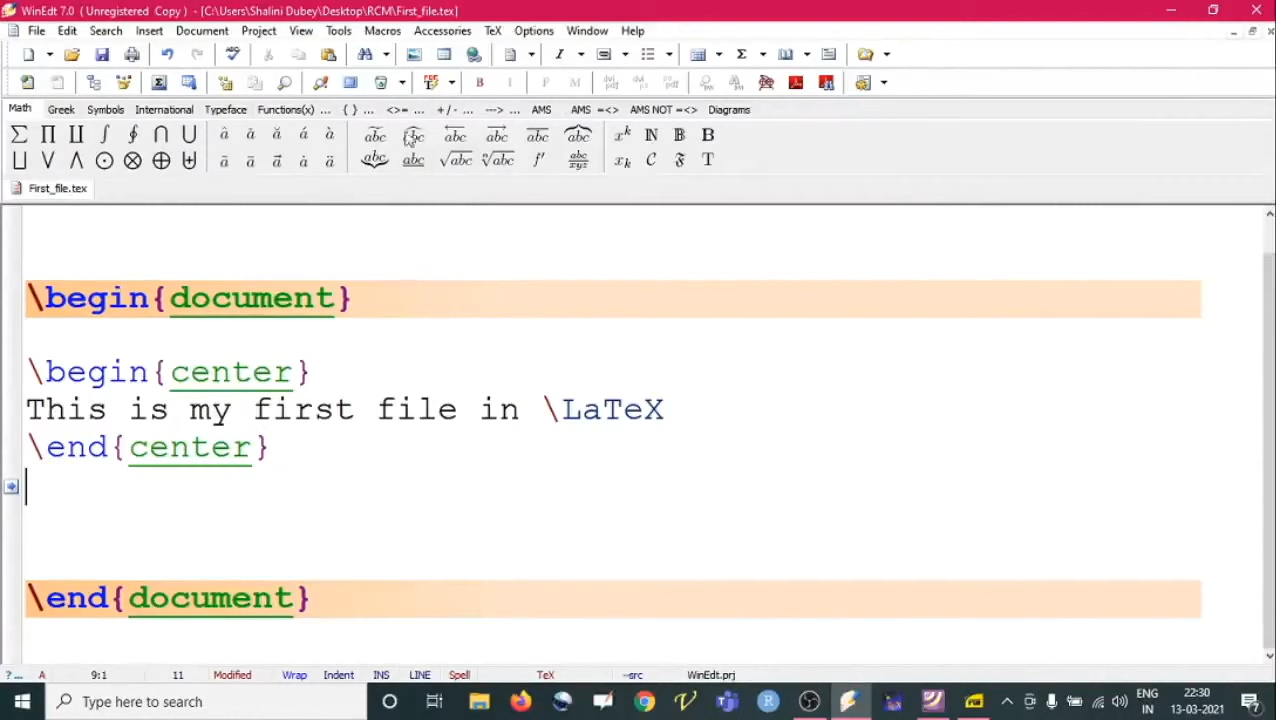 WinEdt 7.0 ( Unregistered Copy ) - [C:\Users\Shalini Dubey\Desktop\RCM\First_file.tex]
File Edit Search Insert Document Project View Tools Macros Accessories TeX Options Window Help
Math Greek Symbols International Typeface Functions(x) ... { } ... <>= ... +/- ... ---> ... AMS AMS =<> AMS NOT =<> Diagrams
First_file.tex
\begin{document}
\begin{center}
This is my first file in \LaTeX
\end{center}
\end{document}
?... A 9:1 11 Modified Wrap Indent INS LINE Spell TeX --src WinEdt.prj
Type here to search
ENG 22:30
IN 13-03-2021